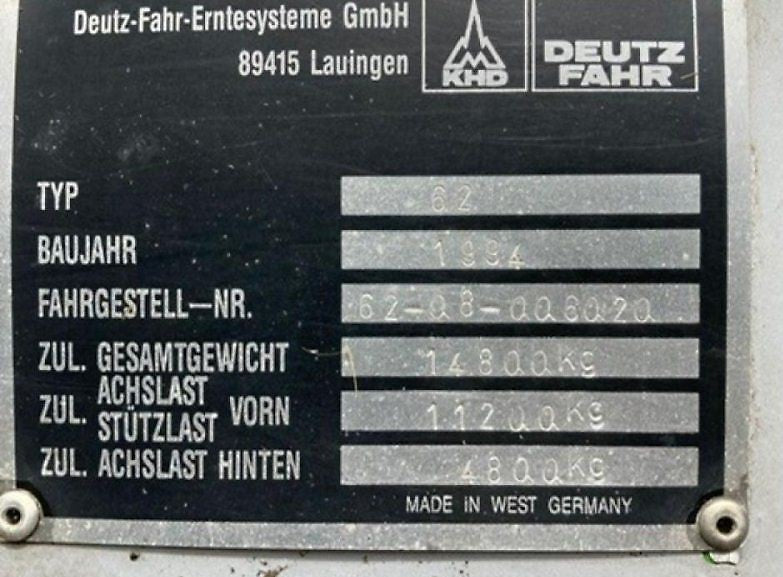 Deutz-Fahr-Erntesysteme GmbH
89415 Lauingen
KHD
DEUTZ
FAHR
TYP 62
BAUJAHR 1994
FAHRGESTELL-NR. 62-08-006020
ZUL. GESAMTGEWICHT 14800Kg
ZUL. ACHSLAST STÜTZLAST VORN 11200Kg
ZUL. ACHSLAST HINTEN 4800Kg
MADE IN WEST GERMANY